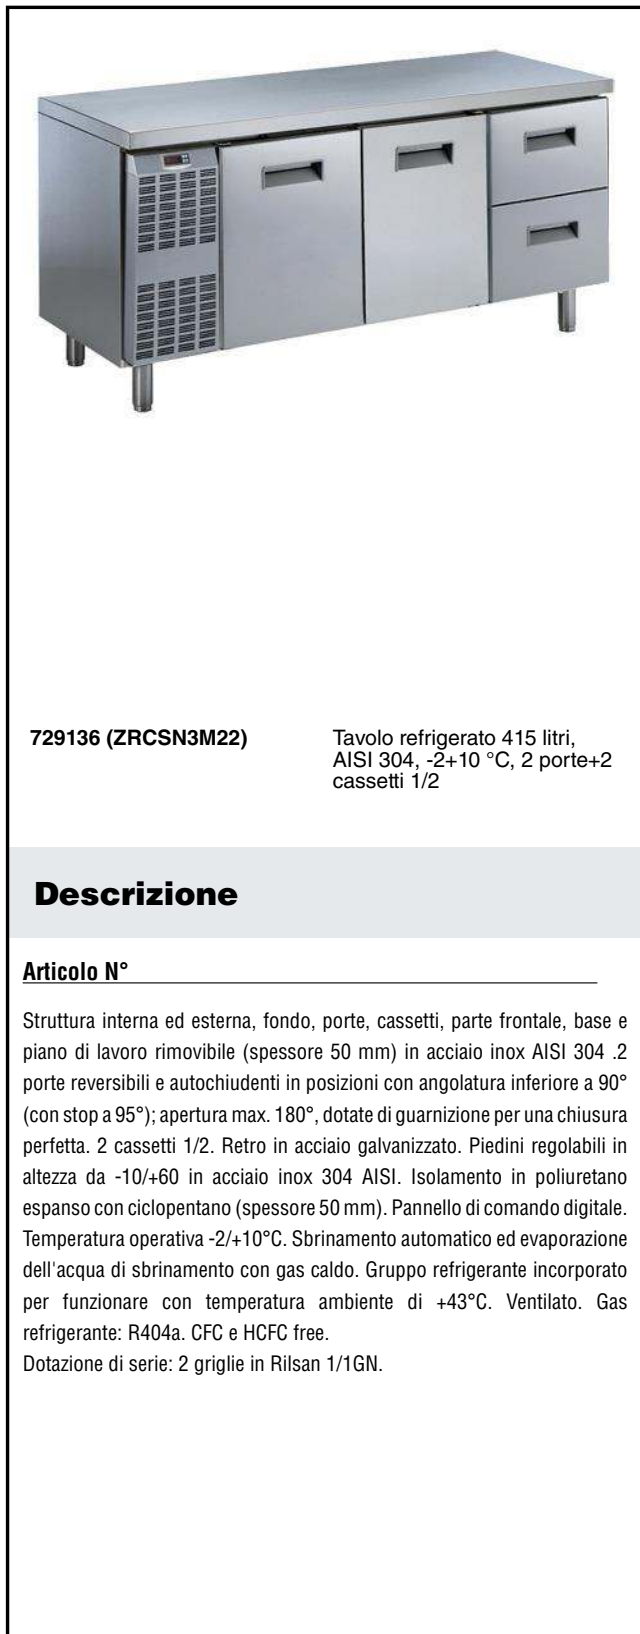 729136 (ZRCSN3M22)
Tavolo refrigerato 415 litri,
AISI 304, -2+10 °C, 2 porte+2
cassetti 1/2
Descrizione
Articolo N°
Struttura interna ed esterna, fondo, porte, cassetti, parte frontale, base e
piano di lavoro rimovibile (spessore 50 mm) in acciaio inox AISI 304 .2
porte reversibili e autochiudenti in posizioni con angolatura inferiore a 90°
(con stop a 95°); apertura max. 180°, dotate di guarnizione per una chiusura
perfetta. 2 cassetti 1/2. Retro in acciaio galvanizzato. Piedini regolabili in
altezza da -10/+60 in acciaio inox 304 AISI. Isolamento in poliuretano
espanso con ciclopentano (spessore 50 mm). Pannello di comando digitale.
Temperatura operativa -2/+10°C. Sbrinamento automatico ed evaporazione
dell'acqua di sbrinamento con gas caldo. Gruppo refrigerante incorporato
per funzionare con temperatura ambiente di +43°C. Ventilato. Gas
refrigerante: R404a. CFC e HCFC free.
Dotazione di serie: 2 griglie in Rilsan 1/1GN.